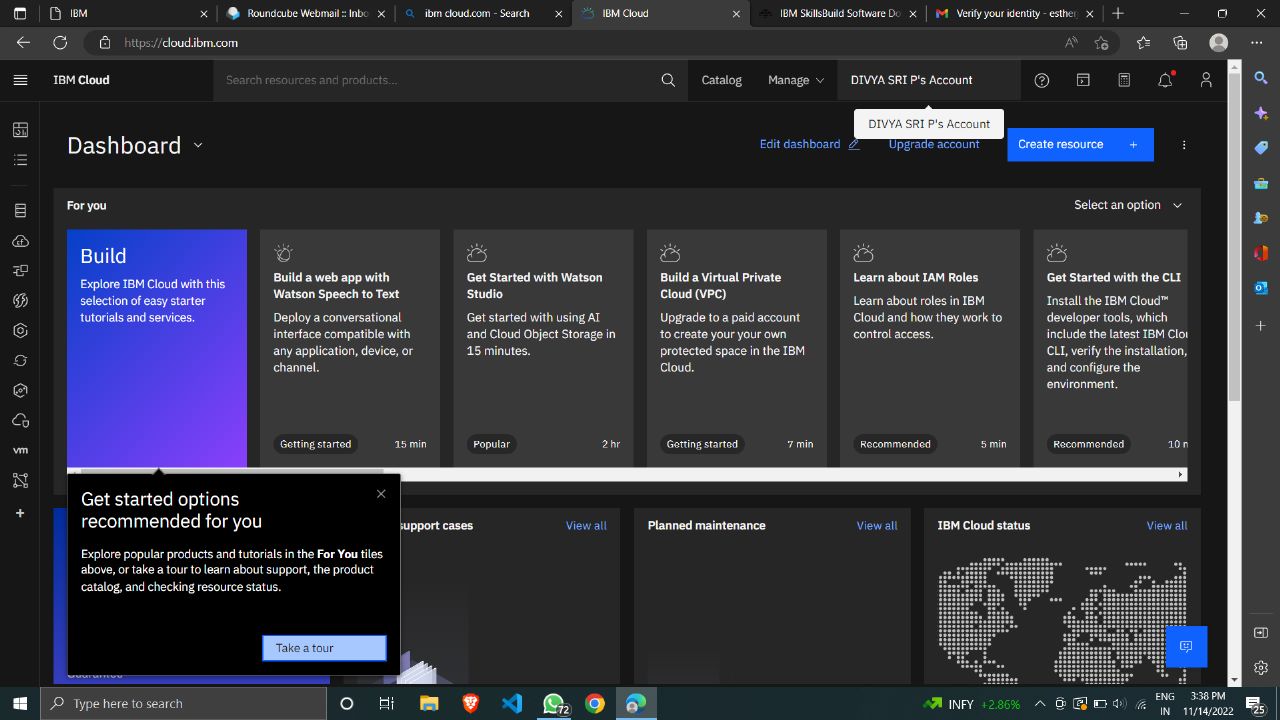 IBM
Roundcube Webmail :: Inbo
ibm cloud.com - Search
IBM Cloud
IBM SkillsBuild Software Do
Verify your identity - esther
https://cloud.ibm.com
IBM Cloud
Search resources and products...
Catalog
Manage
DIVYA SRI P's Account
DIVYA SRI P's Account
Dashboard
Edit dashboard
Upgrade account
Create resource +
For you
Select an option
Build
Explore IBM Cloud with this
selection of easy starter
tutorials and services.
Build a web app with
Watson Speech to Text
Deploy a conversational
interface compatible with
any application, device, or
channel.
Getting started
15 min
Get Started with Watson
Studio
Get started with using AI
and Cloud Object Storage in
15 minutes.
Popular
2 hr
Build a Virtual Private
Cloud (VPC)
Upgrade to a paid account
to create your your own
protected space in the IBM
Cloud.
Getting started
7 min
Learn about IAM Roles
Learn about roles in IBM
Cloud and how they work to
control access.
Recommended
5 min
Get Started with the CLI
Install the IBM Cloud™
developer tools, which
include the latest IBM Clou
CLI, verify the installation,
and configure the
environment.
Recommended
10 m
vm
Get started options
recommended for you
Explore popular products and tutorials in the For You tiles
above, or take a tour to learn about support, the product
catalog, and checking resource status.
Take a tour
support cases
View all
Planned maintenance
View all
IBM Cloud status
View all
Type here to search
72
INFY +2.86%
ENG
IN
3:38 PM
11/14/2022
25